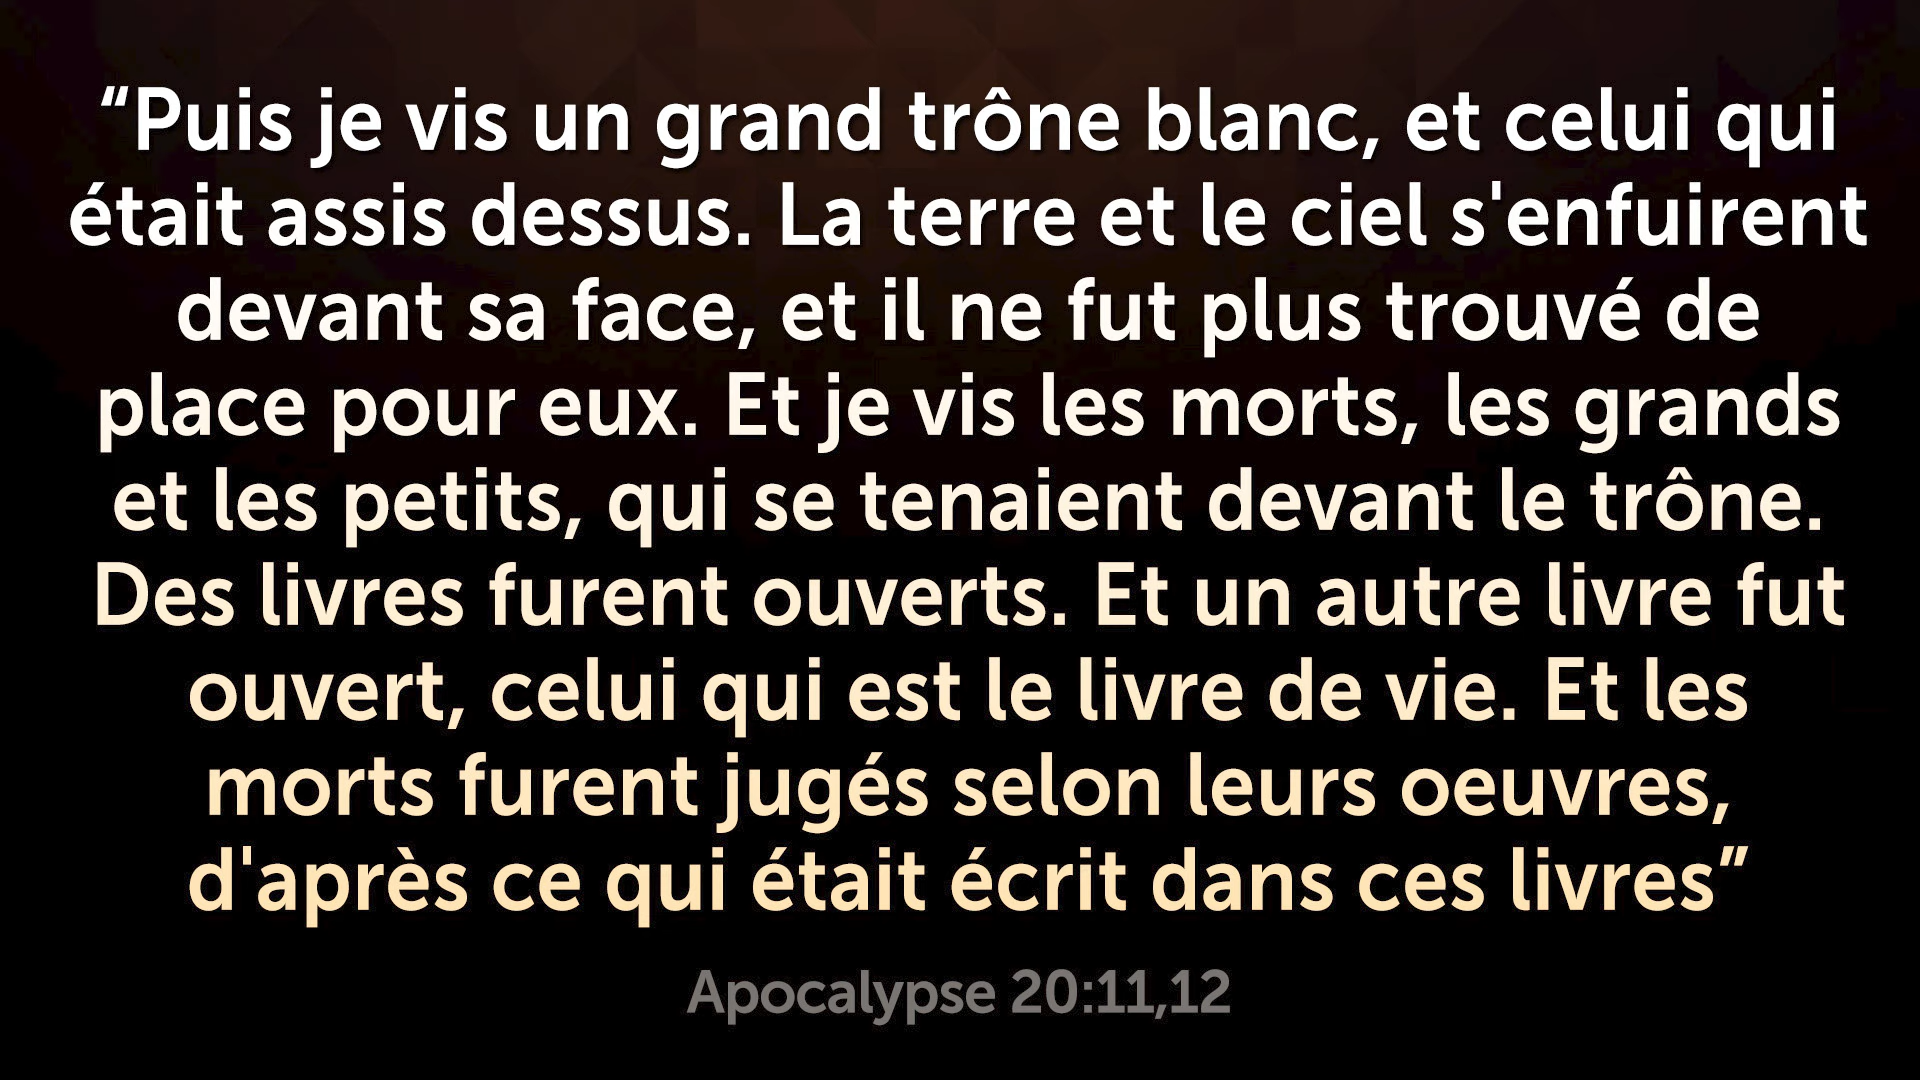 “Puis je vis un grand trône blanc, et celui qui
était assis dessus. La terre et le ciel s'enfuirent
devant sa face, et il ne fut plus trouvé de
place pour eux. Et je vis les morts, les grands
et les petits, qui se tenaient devant le trône.
Des livres furent ouverts. Et un autre livre fut
ouvert, celui qui est le livre de vie. Et les
morts furent jugés selon leurs oeuvres,
d'après ce qui était écrit dans ces livres”
Apocalypse 20:11,12